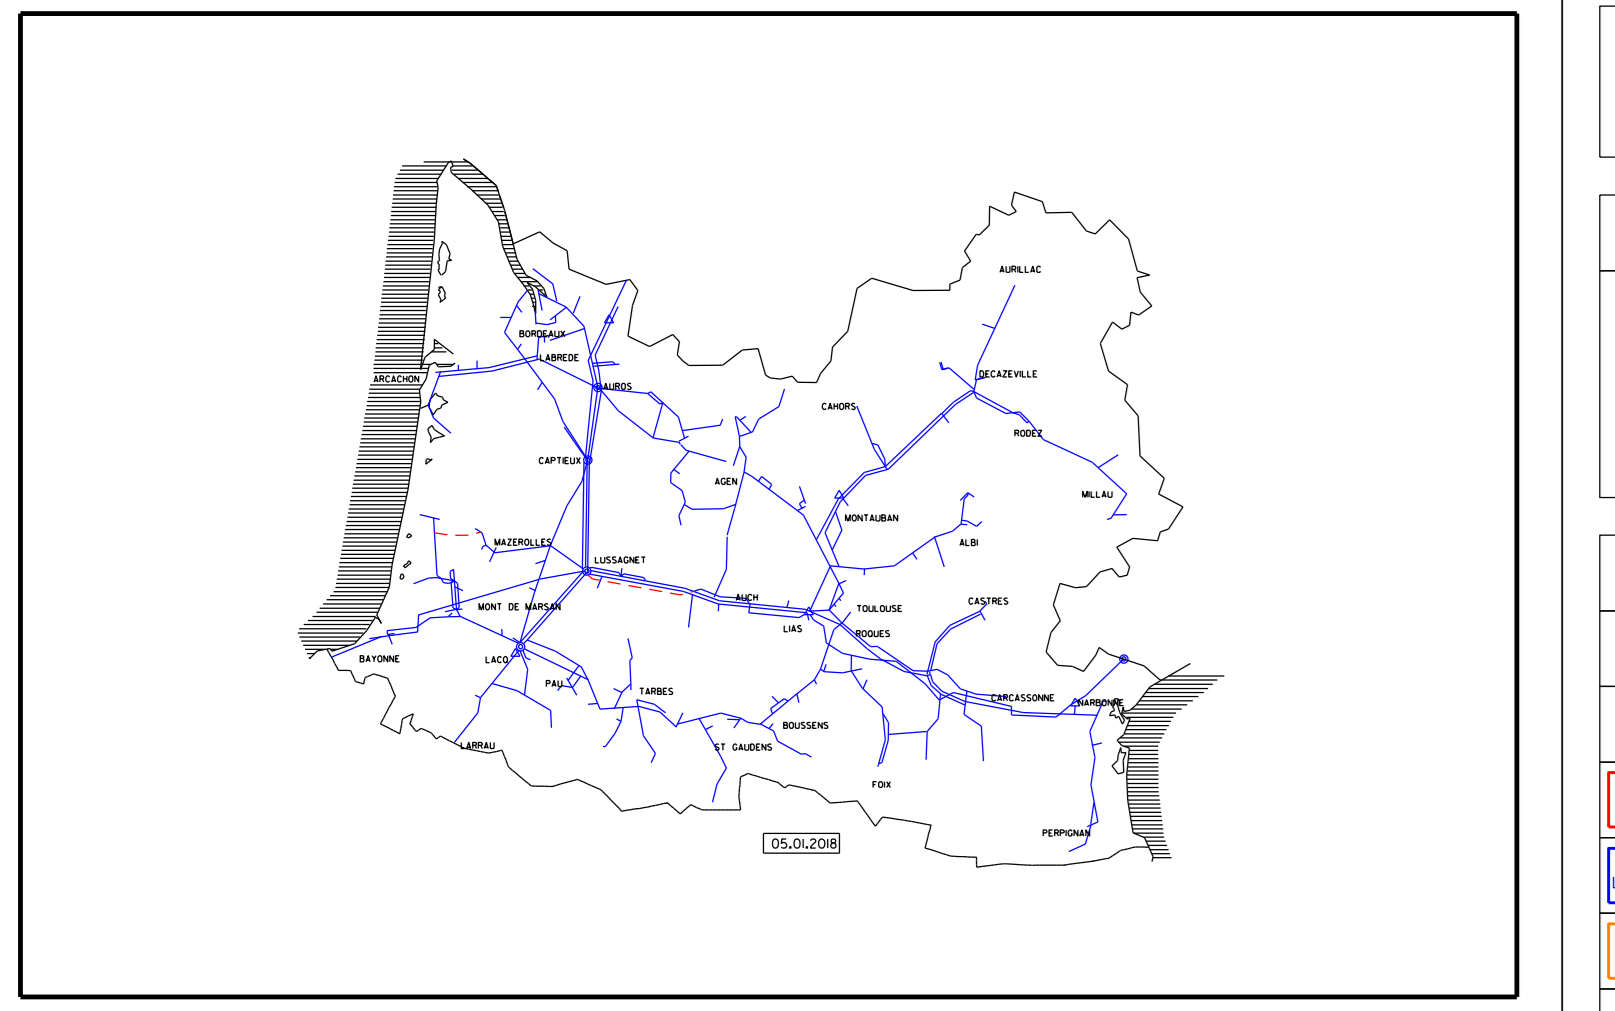 AURILLAC
BORDEAUX
LABREDE
ARCACHON
AUROS
DECAZEVILLE
CAHORS
RODEZ
CAPTIEUX
AGEN
MILLAU
MONTAUBAN
MAZEROLLES
ALBI
LUSSAGNET
AUCH
MONT DE MARSAN
TOULOUSE
CASTRES
LIAS
ROQUES
BAYONNE
LACQ
PAU
TARBES
CARCASSONNE
NARBONNE
BOUSSENS
LARRAU
ST GAUDENS
FOIX
PERPIGNAN
05.01.2018